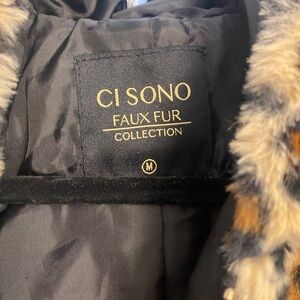 CI SONO
FAUX FUR
COLLECTION
M